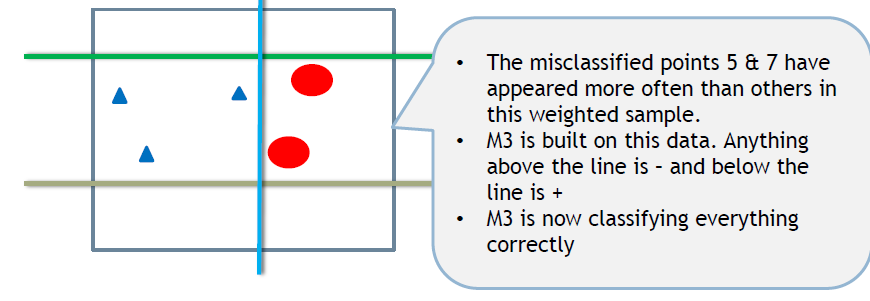 • The misclassified points 5 & 7 have
appeared more often than others in
this weighted sample.
• M3 is built on this data. Anything
above the line is – and below the
line is +
• M3 is now classifying everything
correctly